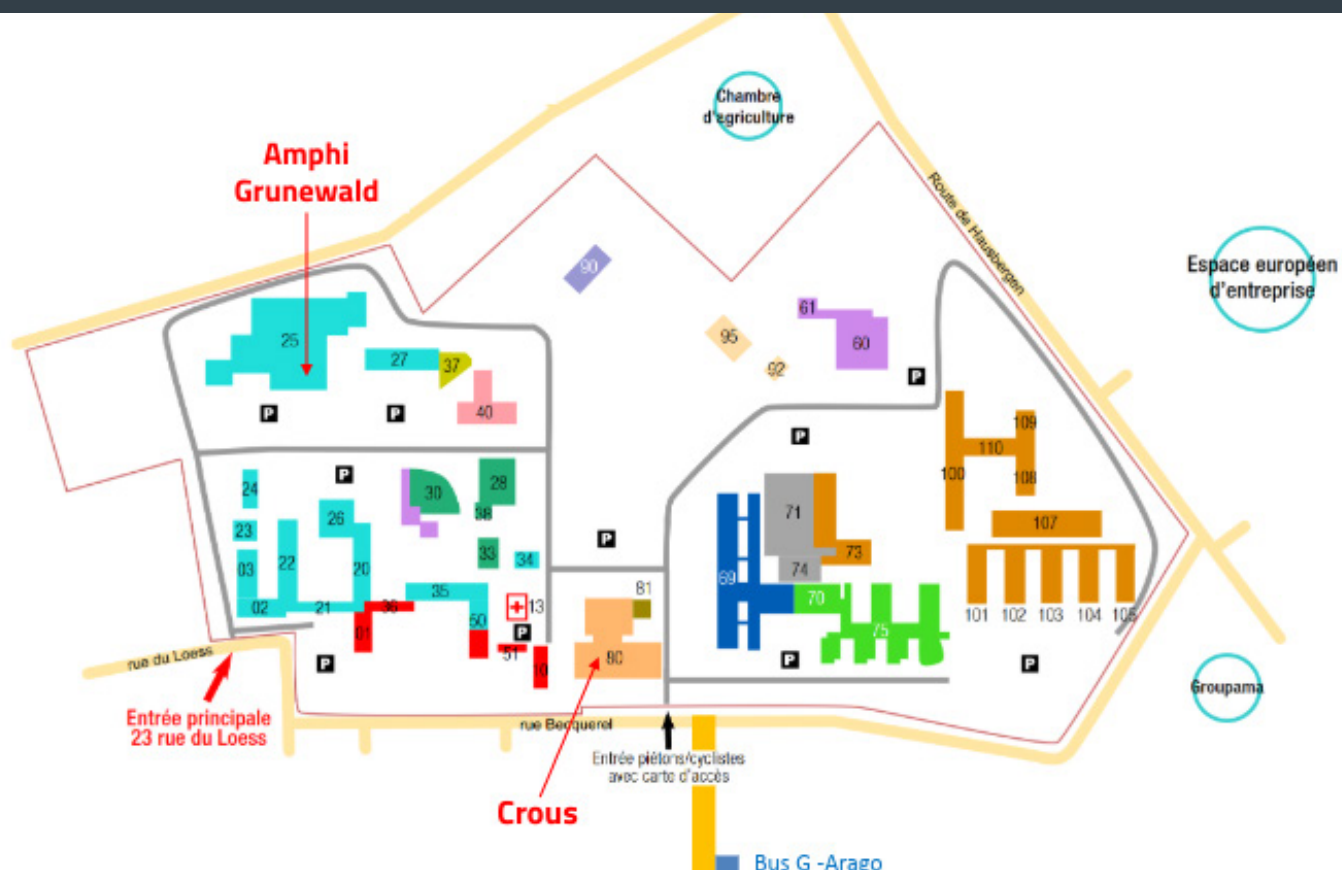 Chambre
d'agriculture
Amphi
Grunewald
Route de Hausbergen
Espace européen
d'entreprise
90
25
27
37
40
61
60
95
92
P
P
P
P
P
P
P
P
P
P
24
23
03
02
22
26
21
20
30
28
38
33
34
35
36
01
50
51
13
10
81
80
71
73
74
69
70
75
100
110
109
108
107
101
102
103
104
105
rue du Loess
Entrée principale
23 rue du Loess
rue Becquerel
Entrée piétons/cyclistes
avec carte d'accès
Crous
Groupama
Bus G -Arago